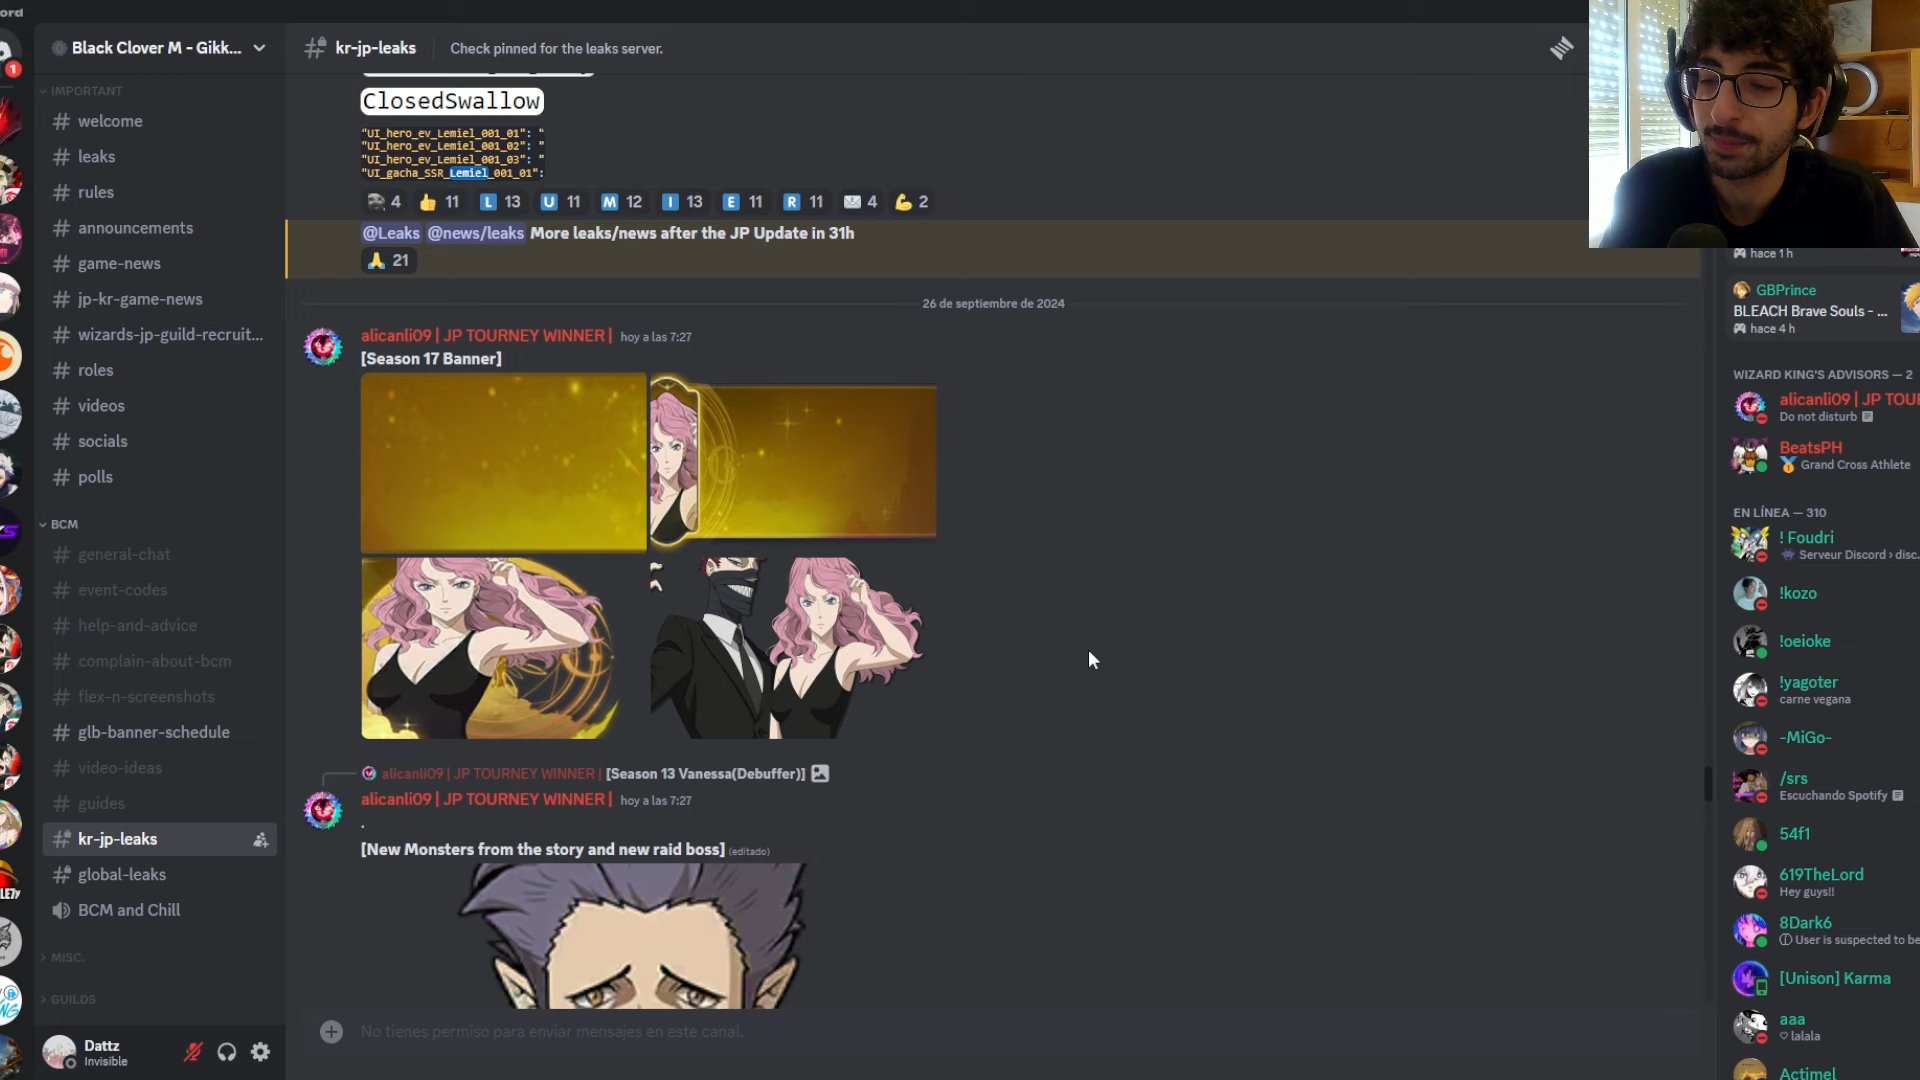 ord
1
Black Clover M - Gikk...
kr-jp-leaks
Check pinned for the leaks server.
IMPORTANT
welcome
leaks
rules
announcements
game-news
jp-kr-game-news
wizards-jp-guild-recruit...
roles
videos
socials
polls
BCM
general-chat
event-codes
help-and-advice
complain-about-bcm
flex-n-screenshots
glb-banner-schedule
video-ideas
guides
kr-jp-leaks
global-leaks
BCM and Chill
MISC.
GUILDS
Dattz
Invisible
ClosedSwallow
"UI_hero_ev_Lemiel_001_01": "
"UI_hero_ev_Lemiel_001_02": "
"UI_hero_ev_Lemiel_001_03": "
"UI_gacha_SSR_Lemiel_001_01":
4 11 L 13 U 11 M 12 I 13 E 11 R 11 4 2
@Leaks @news/leaks More leaks/news after the JP Update in 31h
21
26 de septiembre de 2024
alicanli09 | JP TOURNEY WINNER | hoy a las 7:27
[Season 17 Banner]
alicanli09 | JP TOURNEY WINNER | [Season 13 Vanessa(Debuffer)]
alicanli09 | JP TOURNEY WINNER | hoy a las 7:27
.
[New Monsters from the story and new raid boss] (editado)
No tienes permiso para enviar mensajes en este canal.
hace 1 h
GBPrince
BLEACH Brave Souls - ...
hace 4 h
WIZARD KING'S ADVISORS — 2
alicanli09 | JP TOU
Do not disturb
BeatsPH
Grand Cross Athlete
EN LÍNEA — 310
! Foudri
Serveur Discord › disc...
!kozo
!oeioke
!yagoter
carne vegana
-MiGo-
/srs
Escuchando Spotify
54f1
619TheLord
Hey guys!!
8Dark6
User is suspected to be
[Unison] Karma
aaa
lalala
Actimel